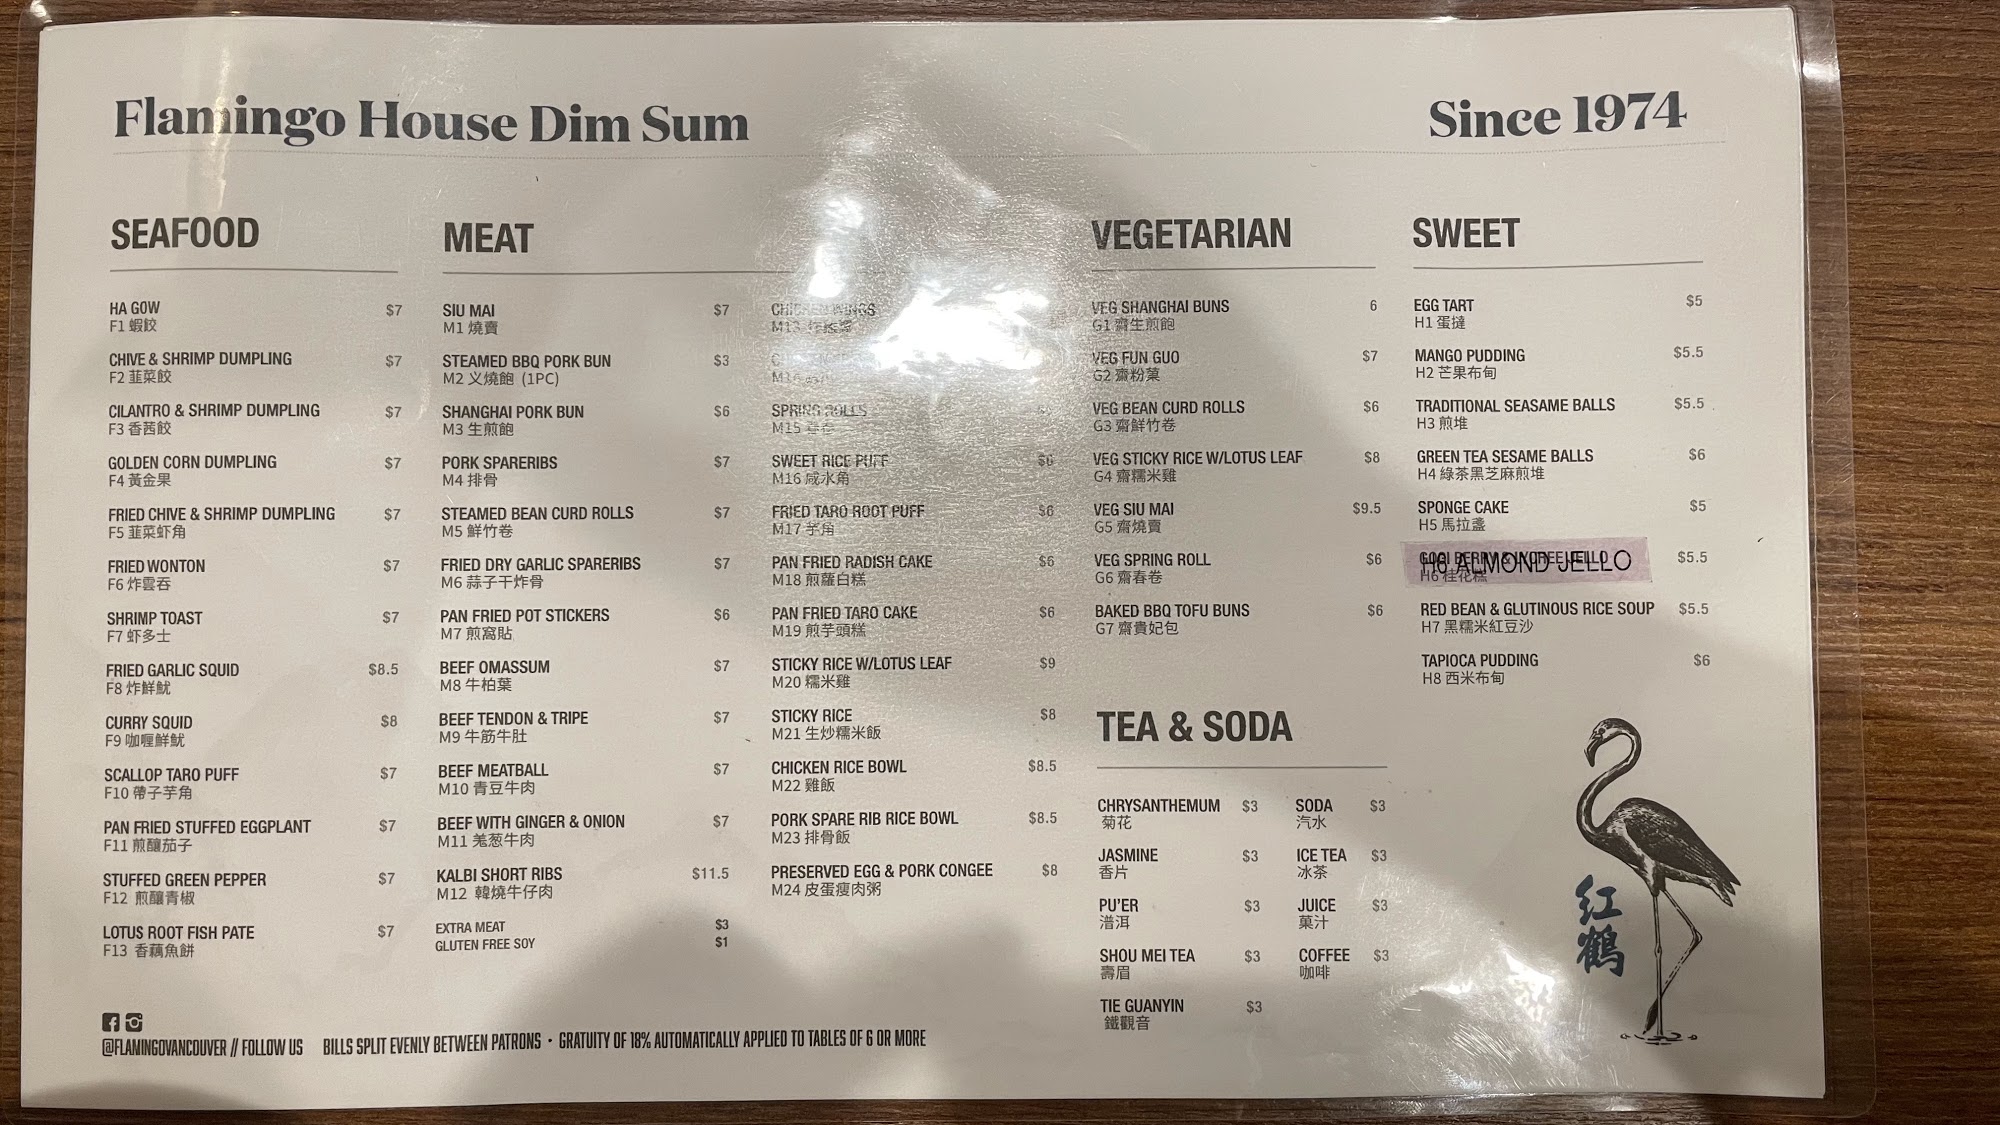 Flamingo House Dim Sum
Since 1974
SEAFOOD
HA GOW $7
F1 蝦餃
CHIVE & SHRIMP DUMPLING $7
F2 韮菜餃
CILANTRO & SHRIMP DUMPLING $7
F3 香茜餃
GOLDEN CORN DUMPLING $7
F4 黃金果
FRIED CHIVE & SHRIMP DUMPLING $7
F5 韮菜虾角
FRIED WONTON $7
F6 炸雲吞
SHRIMP TOAST $7
F7 虾多士
FRIED GARLIC SQUID $8.5
F8 炸鮮魷
CURRY SQUID $8
F9 咖喱鮮魷
SCALLOP TARO PUFF $7
F10 帶子芋角
PAN FRIED STUFFED EGGPLANT $7
F11 煎釀茄子
STUFFED GREEN PEPPER $7
F12 煎釀青椒
LOTUS ROOT FISH PATE $7
F13 香藕魚餅
MEAT
SIU MAI $7
M1 燒賣
STEAMED BBQ PORK BUN $3
M2 义燒飽 (1PC)
SHANGHAI PORK BUN $6
M3 生煎飽
PORK SPARERIBS $7
M4 排骨
STEAMED BEAN CURD ROLLS $7
M5 鮮竹卷
FRIED DRY GARLIC SPARERIBS $7
M6 蒜子干炸骨
PAN FRIED POT STICKERS $6
M7 煎窩貼
BEEF OMASSUM $7
M8 牛柏葉
BEEF TENDON & TRIPE $7
M9 牛筋牛肚
BEEF MEATBALL $7
M10 青豆牛肉
BEEF WITH GINGER & ONION $7
M11 羗葱牛肉
KALBI SHORT RIBS $11.5
M12 韓燒牛仔肉
EXTRA MEAT $3
GLUTEN FREE SOY $1
CHICKEN WINGS
M13
SPRING ROLLS
M15 春卷
SWEET RICE PUFF $6
M16 咸水角
FRIED TARO ROOT PUFF $6
M17 芋角
PAN FRIED RADISH CAKE $6
M18 煎蘿白糕
PAN FRIED TARO CAKE $6
M19 煎芋頭糕
STICKY RICE W/LOTUS LEAF $9
M20 糯米雞
STICKY RICE $8
M21 生炒糯米飯
CHICKEN RICE BOWL $8.5
M22 雞飯
PORK SPARE RIB RICE BOWL $8.5
M23 排骨飯
PRESERVED EGG & PORK CONGEE $8
M24 皮蛋瘦肉粥
VEGETARIAN
VEG SHANGHAI BUNS 6
G1 齋生煎飽
VEG FUN GUO $7
G2 齋粉菓
VEG BEAN CURD ROLLS $6
G3 齋鮮竹卷
VEG STICKY RICE W/LOTUS LEAF $8
G4 齋糯米雞
VEG SIU MAI $9.5
G5 齋燒賣
VEG SPRING ROLL $6
G6 齋春卷
BAKED BBQ TOFU BUNS $6
G7 齋貴妃包
TEA & SODA
CHRYSANTHEMUM $3
菊花
JASMINE $3
香片
PU'ER $3
潽洱
SHOU MEI TEA $3
壽眉
TIE GUANYIN $3
鐵觀音
SODA $3
汽水
ICE TEA $3
冰茶
JUICE $3
菓汁
COFFEE $3
咖啡
SWEET
EGG TART $5
H1 蛋撻
MANGO PUDDING $5.5
H2 芒果布甸
TRADITIONAL SEASAME BALLS $5.5
H3 煎堆
GREEN TEA SESAME BALLS $6
H4 綠茶黑芝麻煎堆
SPONGE CAKE $5
H5 馬拉盞
H6 ALMOND JELLO $5.5
H6 桂花糕
RED BEAN & GLUTINOUS RICE SOUP $5.5
H7 黑糯米紅豆沙
TAPIOCA PUDDING $6
H8 西米布甸
紅鶴
@FLAMINGOVANCOUVER // FOLLOW US BILLS SPLIT EVENLY BETWEEN PATRONS · GRATUITY OF 18% AUTOMATICALLY APPLIED TO TABLES OF 6 OR MORE